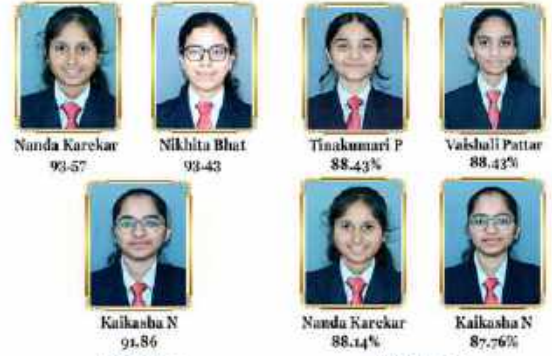 Nanda Karekar
93.57
Nikhita Bhat
93.43
Tinakumari P
88.43%
Vaishali Pattar
88.43%
Kaikasha N
91.86
Nanda Karekar
88.14%
Kaikasha N
87.76%